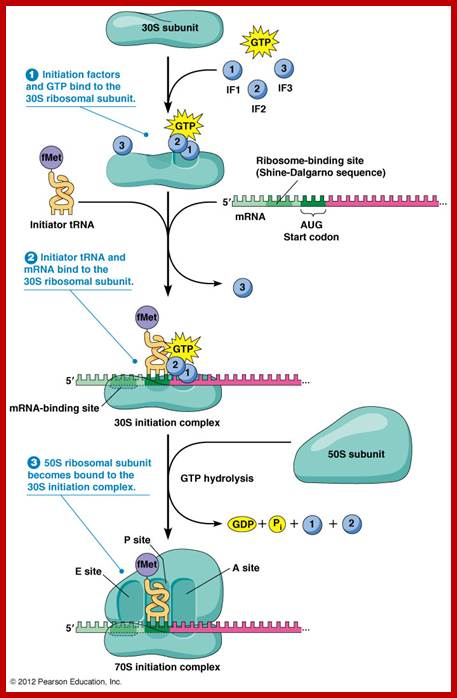 30S subunit
GTP
1
2
3
IF1
IF2
IF3
1 Initiation factors
and GTP bind to the
30S ribosomal subunit.
GTP
3
2
1
fMet
Initiator tRNA
Ribosome-binding site
(Shine-Dalgarno sequence)
5′
...
mRNA
AUG
Start codon
2 Initiator tRNA and
mRNA bind to the
30S ribosomal subunit.
3
fMet
GTP
2
1
5′
...
mRNA-binding site
30S initiation complex
3 50S ribosomal subunit
becomes bound to the
30S initiation complex.
50S subunit
GTP hydrolysis
GDP + Pi + 1 + 2
P site
E site
fMet
A site
5′
...
70S initiation complex
© 2012 Pearson Education, Inc.